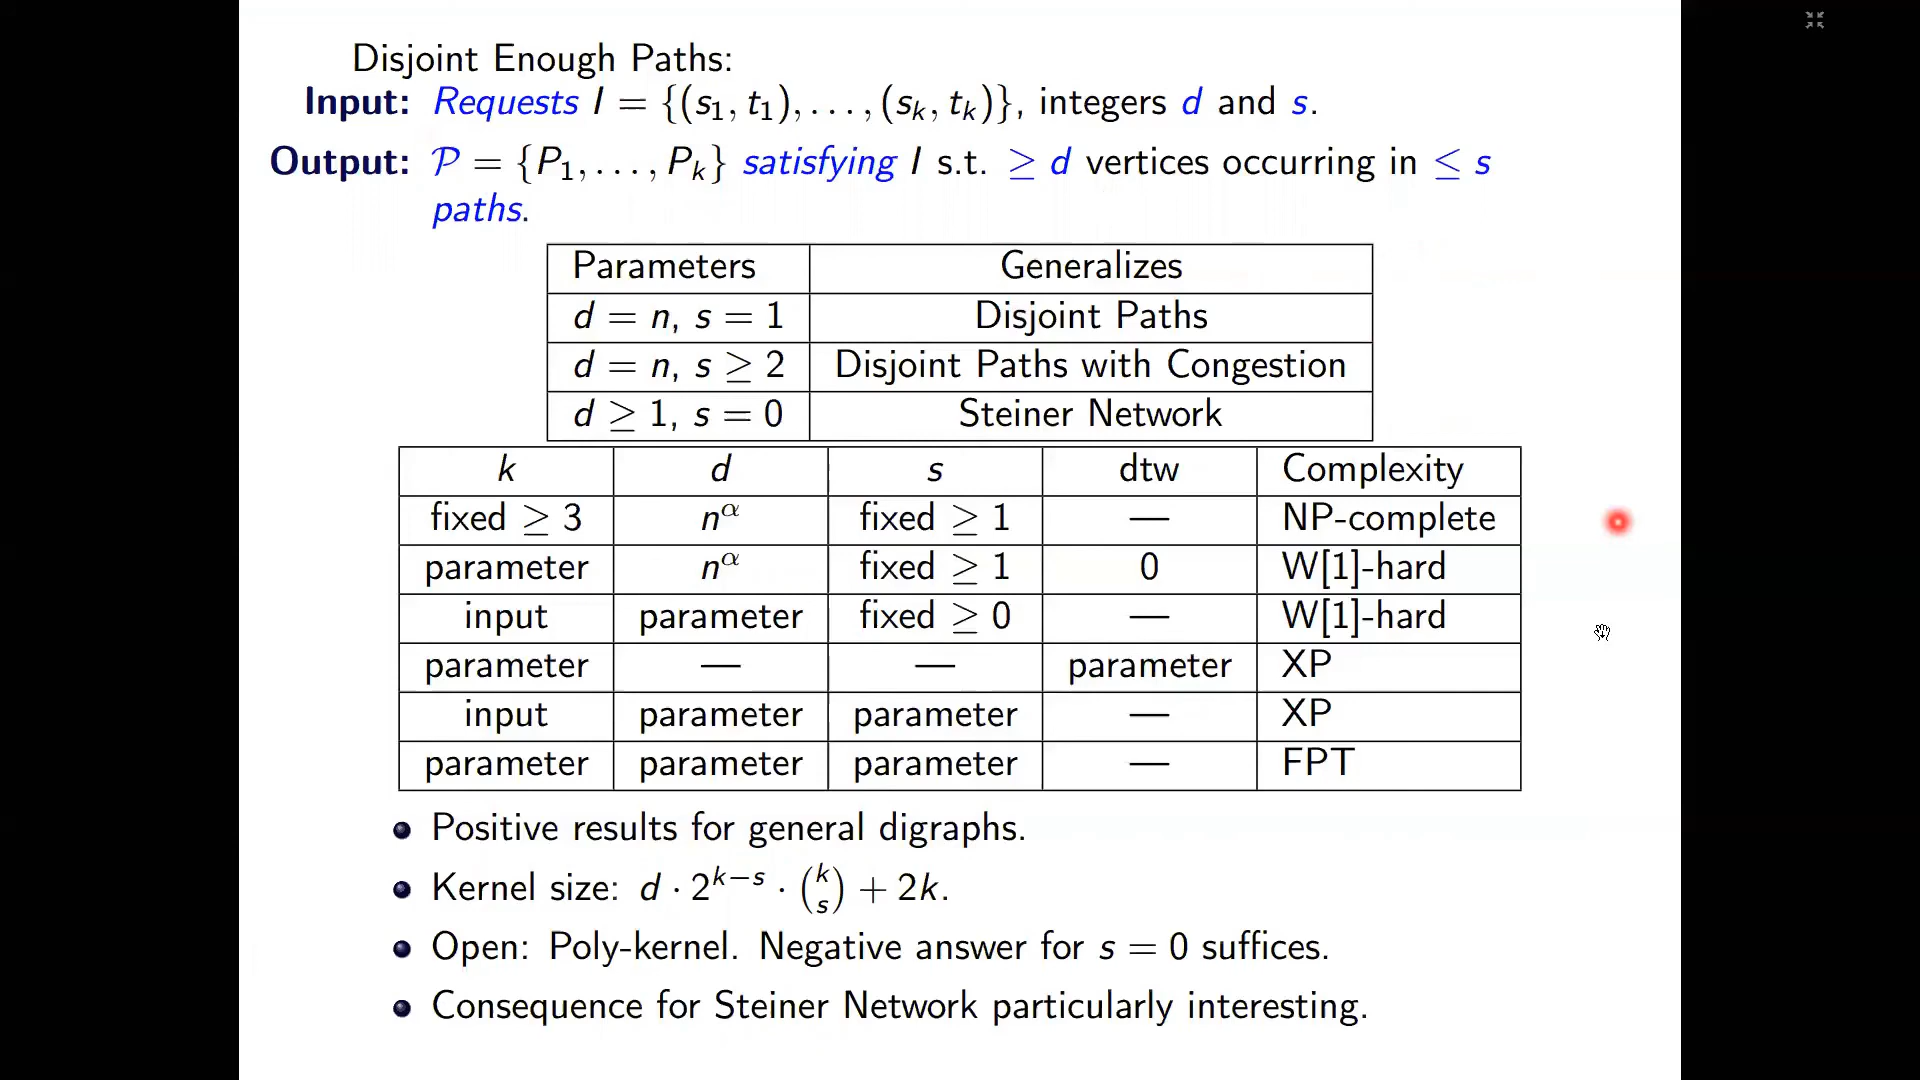 Disjoint Enough Paths:
Input: Requests I = {(s₁, t₁), . . . , (sₖ, tₖ)}, integers d and s.
Output: 𝒫 = {P₁, . . . , Pₖ} satisfying I s.t. ≥ d vertices occurring in ≤ s
paths.
Parameters Generalizes
d = n, s = 1 Disjoint Paths
d = n, s ≥ 2 Disjoint Paths with Congestion
d ≥ 1, s = 0 Steiner Network
k d s dtw Complexity
fixed ≥ 3 n^α fixed ≥ 1 — NP-complete
parameter n^α fixed ≥ 1 0 W[1]-hard
input parameter fixed ≥ 0 — W[1]-hard
parameter — — parameter XP
input parameter parameter — XP
parameter parameter parameter — FPT
Positive results for general digraphs.
Kernel size: d · 2^{k−s} · \binom{k}{s} + 2k.
Open: Poly-kernel. Negative answer for s = 0 suffices.
Consequence for Steiner Network particularly interesting.